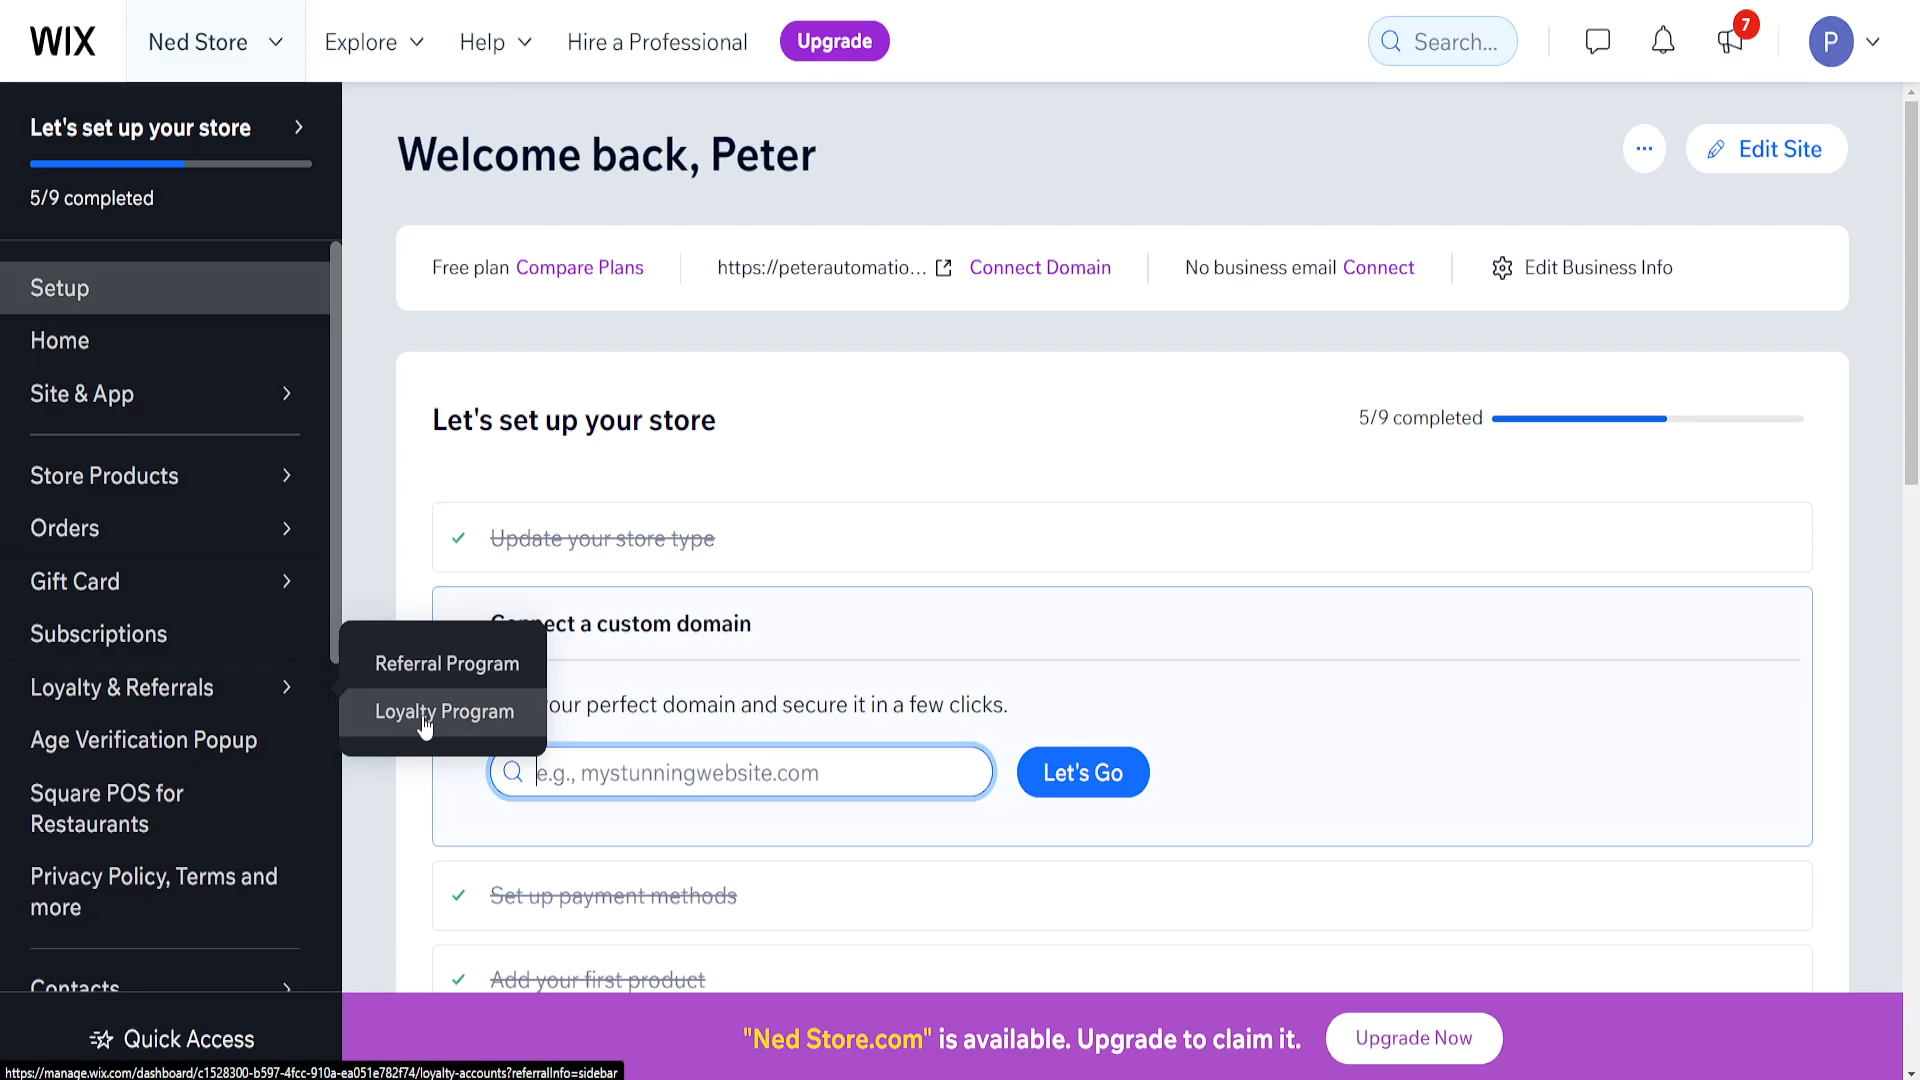 WIX
Ned Store
Explore
Help
Hire a Professional
Upgrade
Search...
7
P
Let's set up your store
5/9 completed
Setup
Home
Site & App
Store Products
Orders
Gift Card
Subscriptions
Loyalty & Referrals
Age Verification Popup
Square POS for
Restaurants
Privacy Policy, Terms and
more
Contacts
Quick Access
Referral Program
Loyalty Program
Welcome back, Peter
Edit Site
Free plan Compare Plans
https://peterautomatio... Connect Domain
No business email Connect
Edit Business Info
Let's set up your store
5/9 completed
Update your store type
Connect a custom domain
your perfect domain and secure it in a few clicks.
e.g., mystunningwebsite.com
Let's Go
Set up payment methods
Add your first product
"Ned Store.com" is available. Upgrade to claim it.
Upgrade Now
https://manage.wix.com/dashboard/c1528300-b597-4fcc-910a-ea051e782f74/loyalty-accounts?referralInfo=sidebar